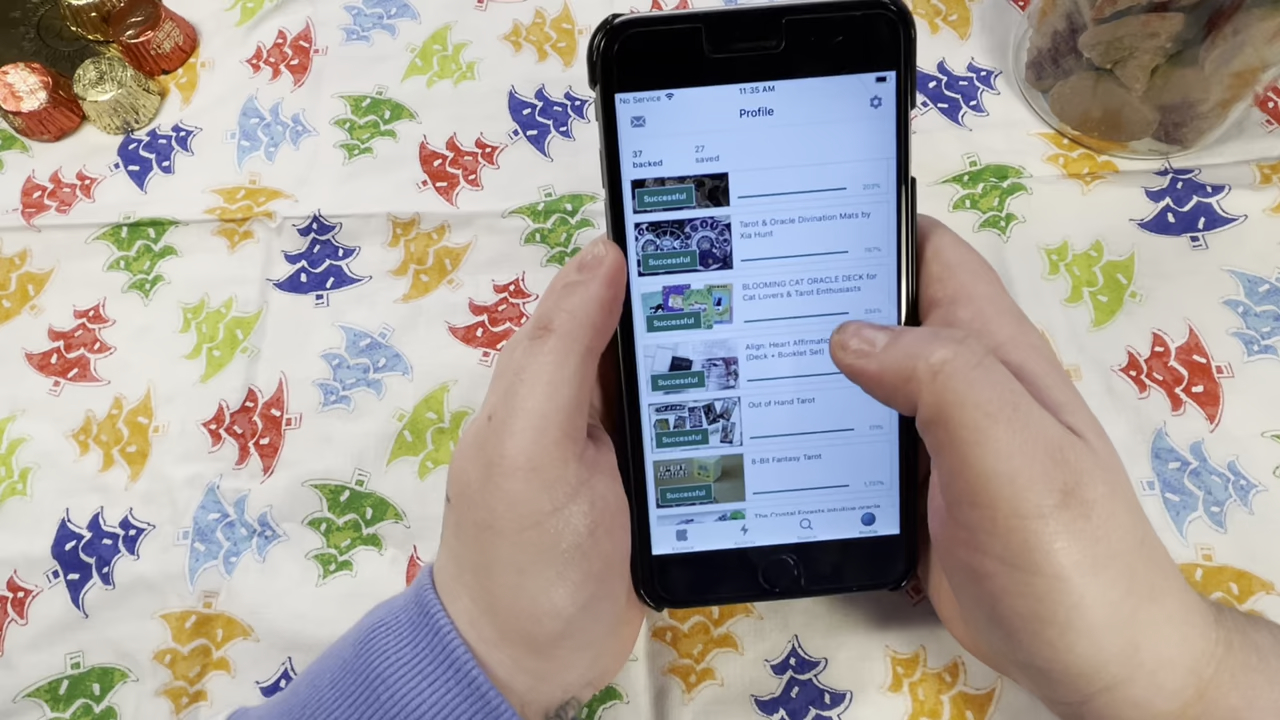 No Service
11:35 AM
Profile
37
backed
27
saved
Successful
203%
Tarot & Oracle Divination Mats by
Xia Hunt
Successful
BLOOMING CAT ORACLE DECK for
Cat Lovers & Tarot Enthusiasts
Successful
Align: Heart
(Deck + Booklet Set)
Successful
Out of Hand Tarot
Successful
8-Bit Fantasy Tarot
Successful
Profile